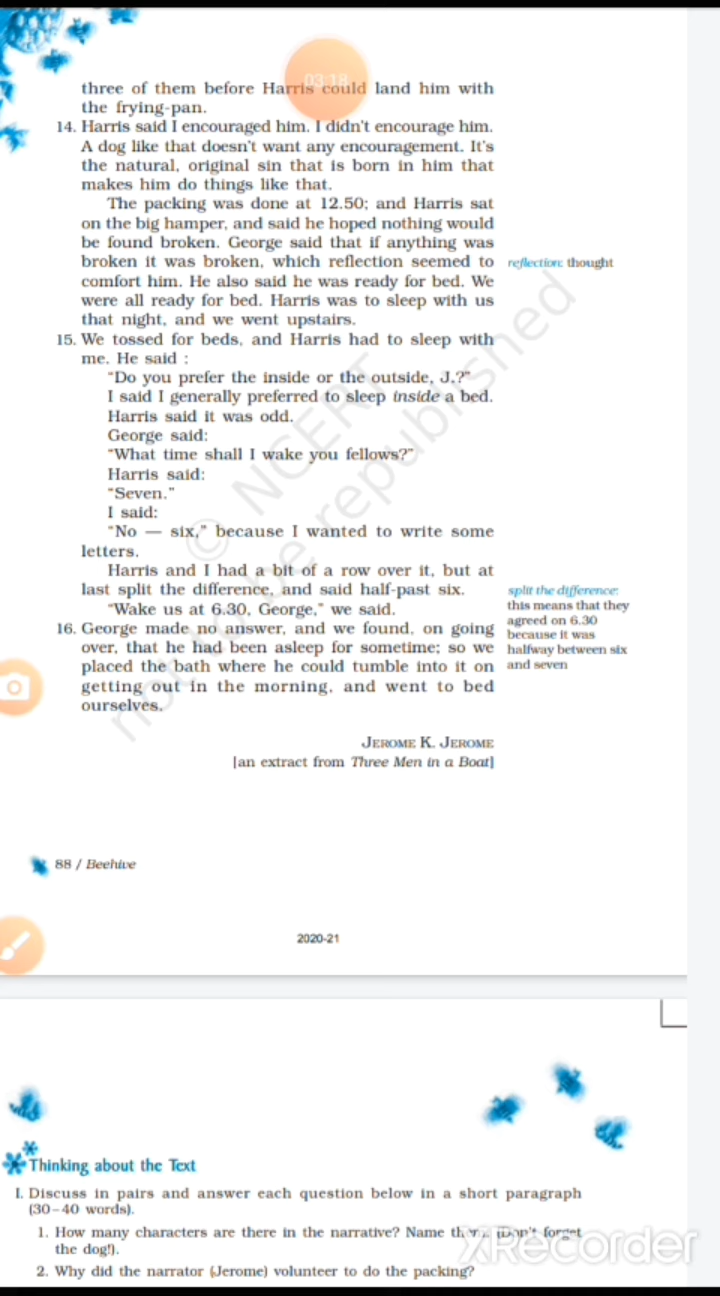 03:18
three of them before Harris could land him with
the frying-pan.
14. Harris said I encouraged him. I didn't encourage him.
A dog like that doesn't want any encouragement. It's
the natural, original sin that is born in him that
makes him do things like that.
The packing was done at 12.50; and Harris sat
on the big hamper, and said he hoped nothing would
be found broken. George said that if anything was
broken it was broken, which reflection seemed to
reflection: thought
comfort him. He also said he was ready for bed. We
were all ready for bed. Harris was to sleep with us
that night, and we went upstairs.
15. We tossed for beds, and Harris had to sleep with
me. He said :
"Do you prefer the inside or the outside, J.?"
I said I generally preferred to sleep inside a bed.
Harris said it was odd.
George said:
"What time shall I wake you fellows?"
Harris said:
"Seven."
I said:
"No — six," because I wanted to write some
letters.
Harris and I had a bit of a row over it, but at
last split the difference, and said half-past six.
"Wake us at 6.30, George," we said.
split the difference:
this means that they
agreed on 6.30
because it was
halfway between six
and seven
16. George made no answer, and we found, on going
over, that he had been asleep for sometime; so we
placed the bath where he could tumble into it on
getting out in the morning, and went to bed
ourselves.
JEROME K. JEROME
[an extract from Three Men in a Boat]
© NCERT
not to be republished
88 / Beehive
2020-21
Thinking about the Text
I. Discuss in pairs and answer each question below in a short paragraph
(30–40 words).
1. How many characters are there in the narrative? Name (Don't forget
the dog!).
2. Why did the narrator (Jerome) volunteer to do the packing?
XRecorder